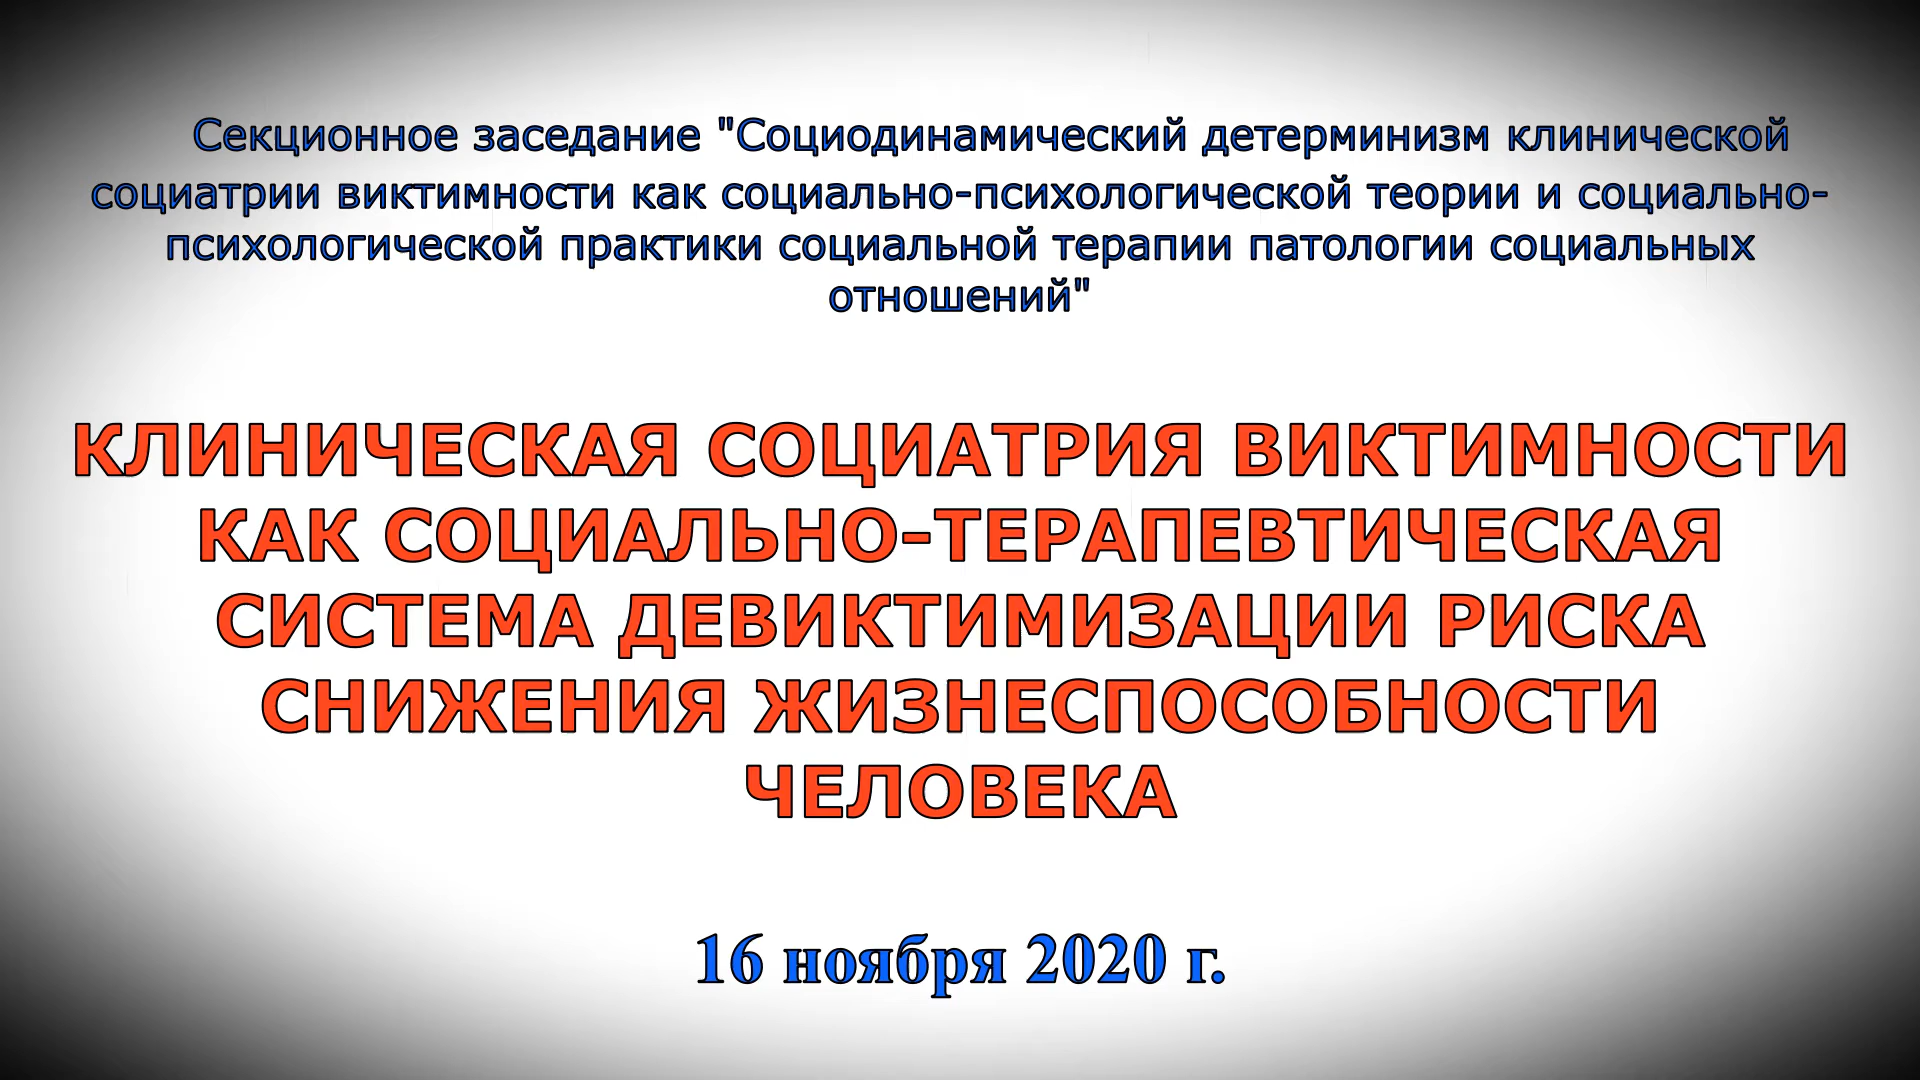 Секционное заседание "Социодинамический детерминизм клинической
социатрии виктимности как социально-психологической теории и социально-
психологической практики социальной терапии патологии социальных
отношений"
КЛИНИЧЕСКАЯ СОЦИАТРИЯ ВИКТИМНОСТИ
КАК СОЦИАЛЬНО-ТЕРАПЕВТИЧЕСКАЯ
СИСТЕМА ДЕВИКТИМИЗАЦИИ РИСКА
СНИЖЕНИЯ ЖИЗНЕСПОСОБНОСТИ
ЧЕЛОВЕКА
16 ноября 2020 г.